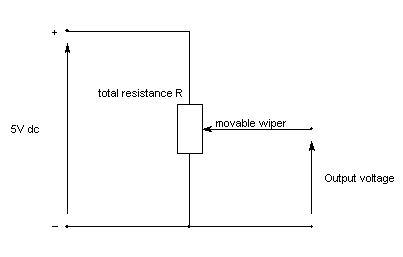 +
total resistance R
movable wiper
5V dc
Output voltage
−